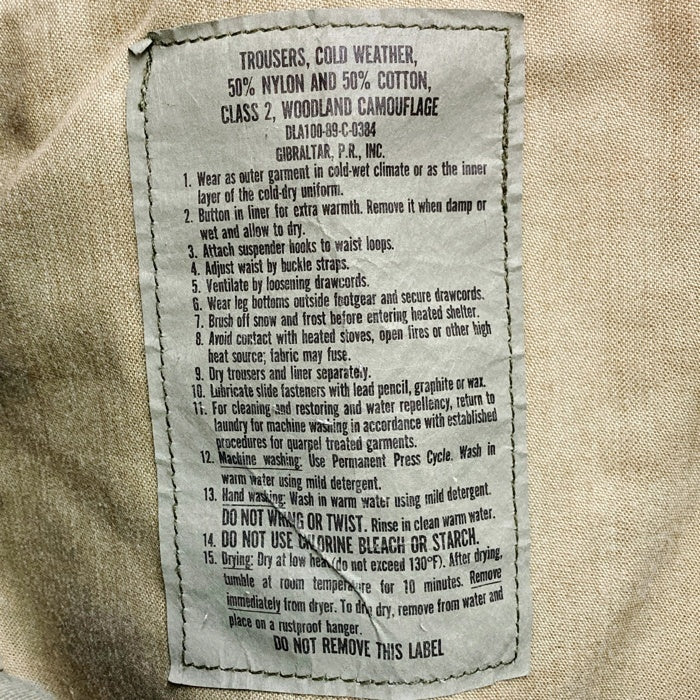 TROUSERS, COLD WEATHER,
50% NYLON AND 50% COTTON,
CLASS 2, WOODLAND CAMOUFLAGE
DLA100-89-C-0384
GIBRALTAR, P.R., INC.
1. Wear as outer garment in cold-wet climate or as the inner
layer of the cold-dry uniform.
2. Button in liner for extra warmth. Remove it when damp or
wet and allow to dry.
3. Attach suspender hooks to waist loops.
4. Adjust waist by buckle straps.
5. Ventilate by loosening drawcords.
6. Wear leg bottoms outside footgear and secure drawcords.
7. Brush off snow and frost before entering heated shelter.
8. Avoid contact with heated stoves, open fires or other high
heat source; fabric may fuse.
9. Dry trousers and liner separately.
10. Lubricate slide fasteners with lead pencil, graphite or wax.
11. For cleaning and restoring and water repellency, return to
laundry for machine washing in accordance with established
procedures for quarpel treated garments.
12. Machine washing: Use Permanent Press Cycle. Wash in
warm water using mild detergent.
13. Hand washing: Wash in warm water using mild detergent.
DO NOT WRING OR TWIST. Rinse in clean warm water.
14. DO NOT USE CHLORINE BLEACH OR STARCH.
15. Drying: Dry at low heat (do not exceed 130°F). After drying,
tumble at room temperature for 10 minutes. Remove
immediately from dryer. To drip dry, remove from water and
place on a rustproof hanger.
DO NOT REMOVE THIS LABEL